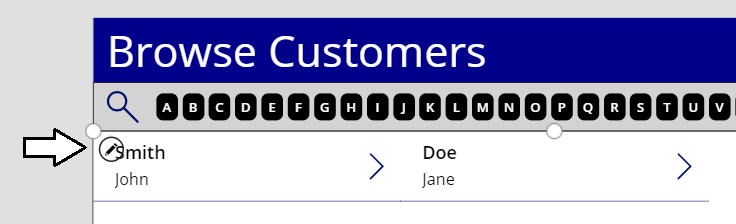 Browse Customers
A B C D E F G H I J K L M N O P Q R S T U V
Smith Doe
John Jane